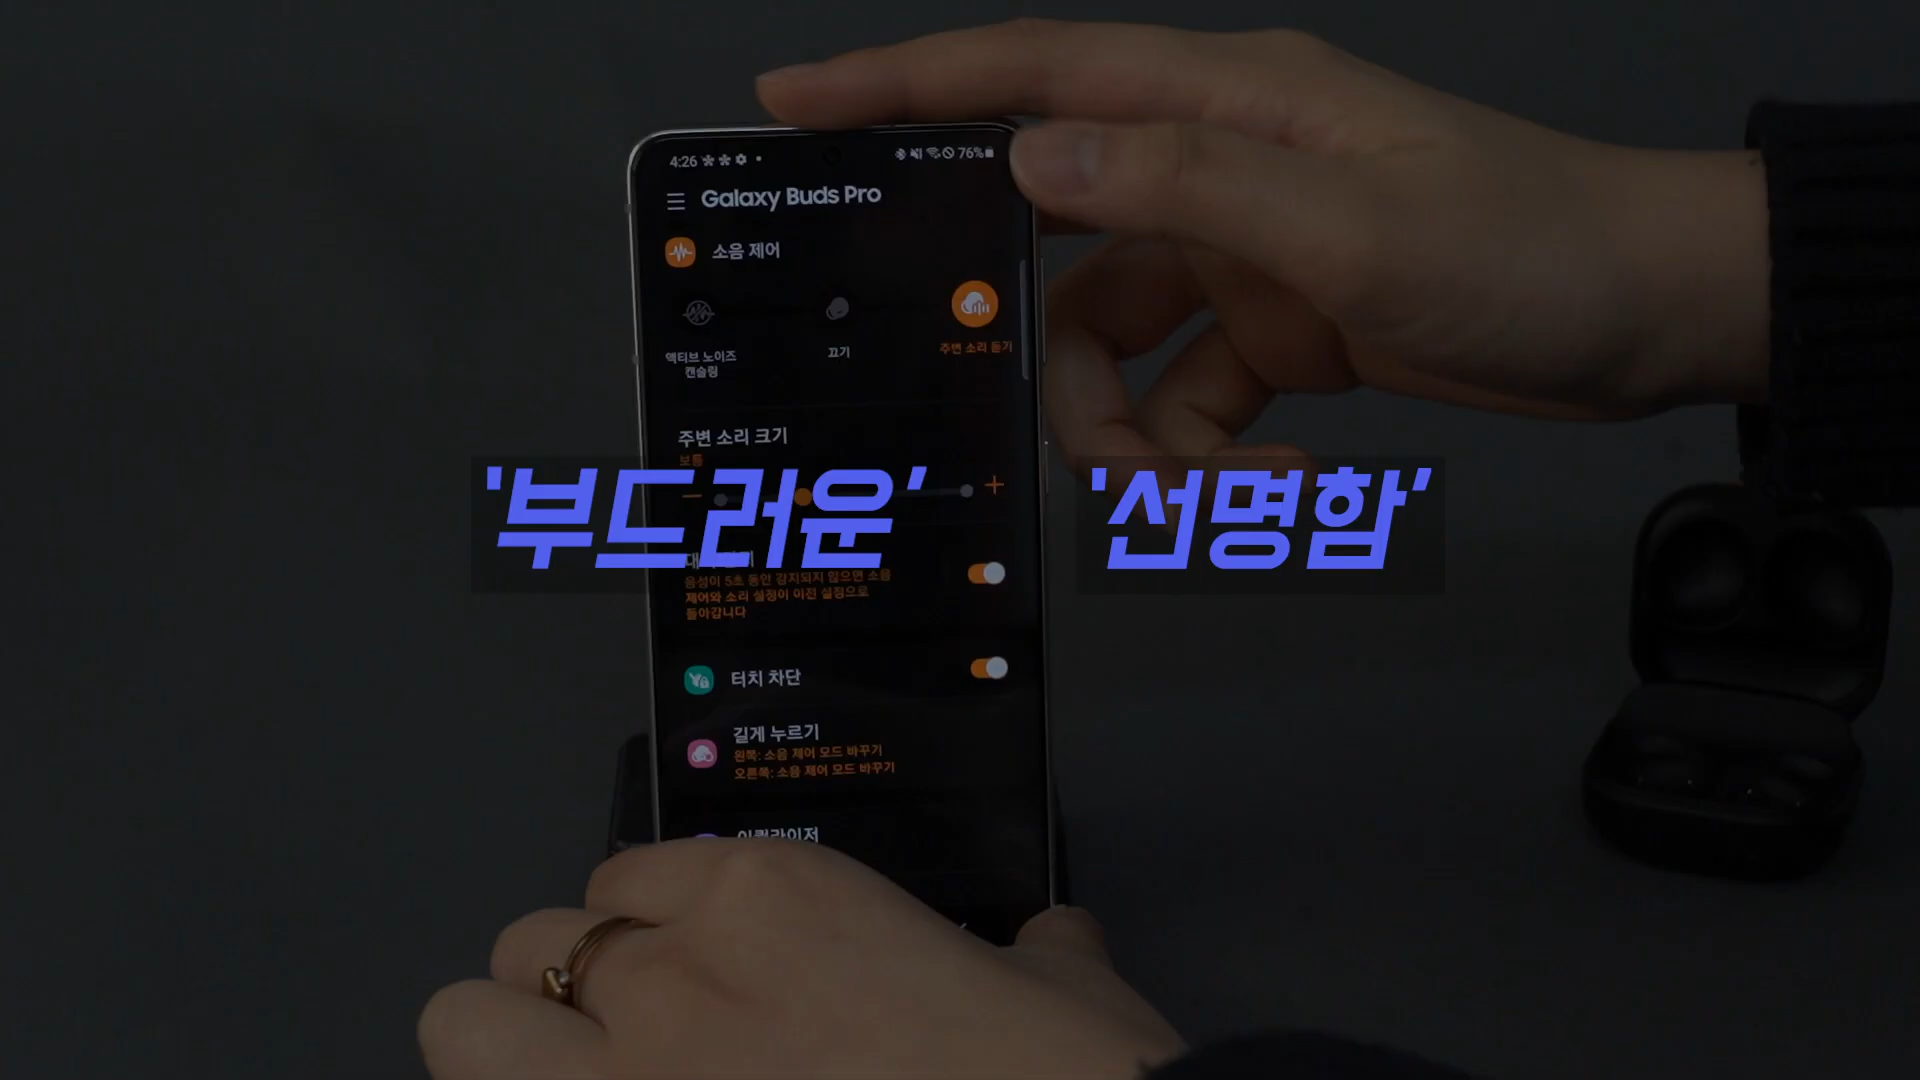 4:26
76%
Galaxy Buds Pro
소음 제어
액티브 노이즈
캔슬링
끄기
주변 소리 듣기
주변 소리 크기
보통
‘부드러운’ ‘선명함’
음성이 5초 동안 감지되지 않으면 소음
제어와 소리 설정이 이전 설정으로
돌아갑니다
터치 차단
길게 누르기
왼쪽: 소음 제어 모드 바꾸기
오른쪽: 소음 제어 모드 바꾸기
이퀄라이저